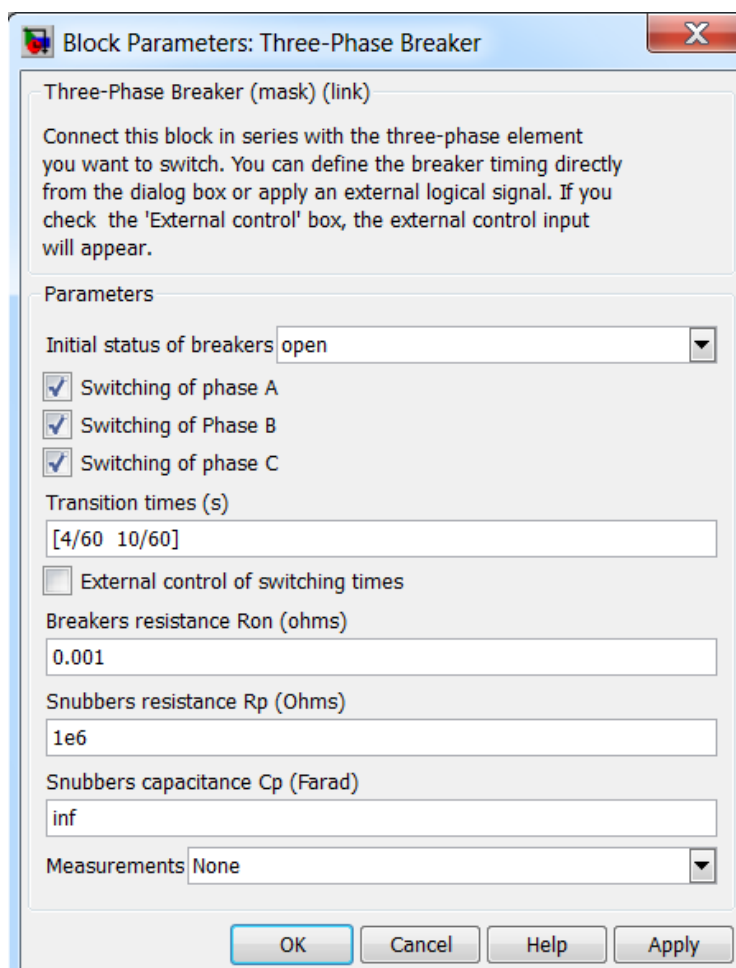 Block Parameters: Three-Phase Breaker
Three-Phase Breaker (mask) (link)
Connect this block in series with the three-phase element
you want to switch. You can define the breaker timing directly
from the dialog box or apply an external logical signal. If you
check the 'External control' box, the external control input
will appear.
Parameters
Initial status of breakers open
Switching of phase A
Switching of Phase B
Switching of phase C
Transition times (s)
[4/60 10/60]
External control of switching times
Breakers resistance Ron (ohms)
0.001
Snubbers resistance Rp (Ohms)
1e6
Snubbers capacitance Cp (Farad)
inf
Measurements None
OK Cancel Help Apply